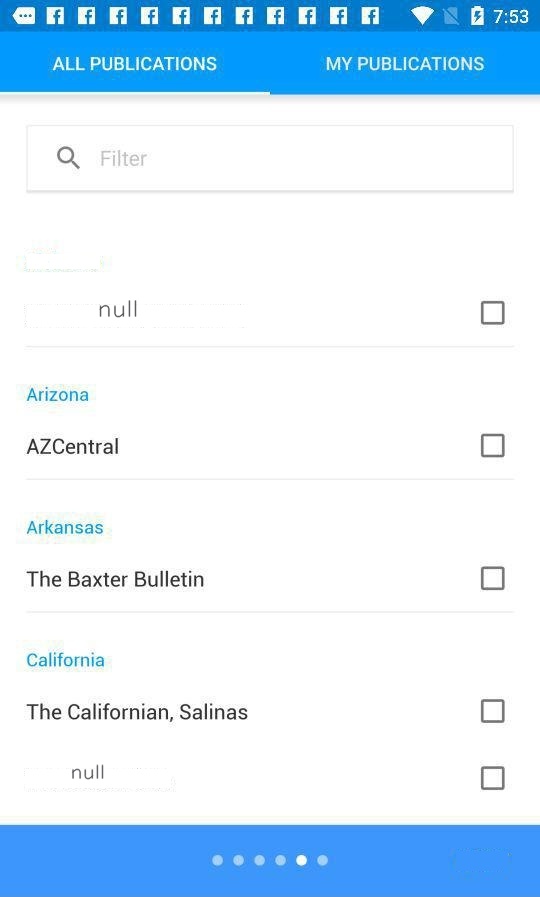 7:53
ALL PUBLICATIONS
MY PUBLICATIONS
Filter
null
Arizona
AZCentral
Arkansas
The Baxter Bulletin
California
The Californian, Salinas
null